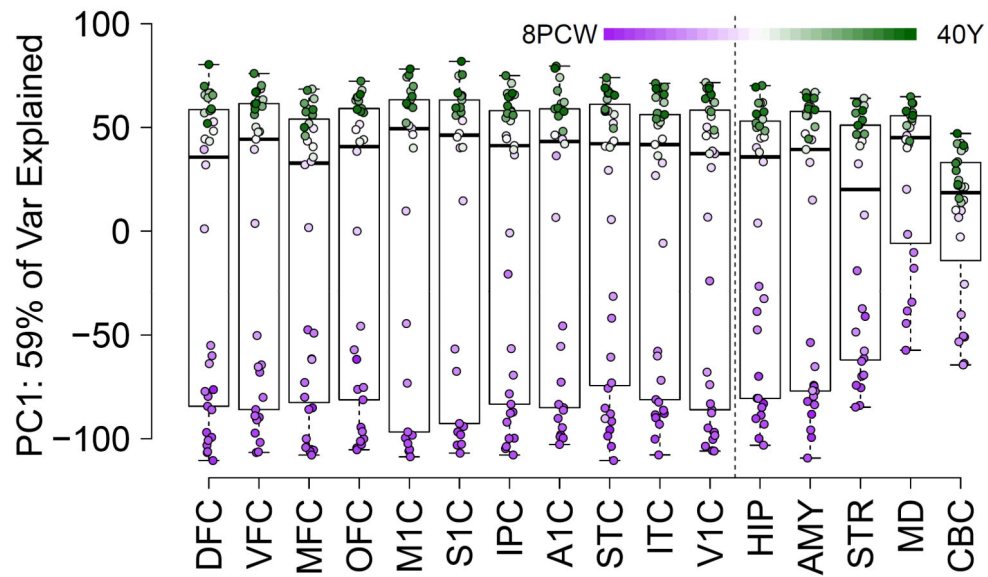 8PCW 40Y
PC1: 59% of Var Explained
100
50
0
−50
−100
DFC VFC MFC OFC M1C S1C IPC A1C STC ITC V1C HIP AMY STR MD CBC